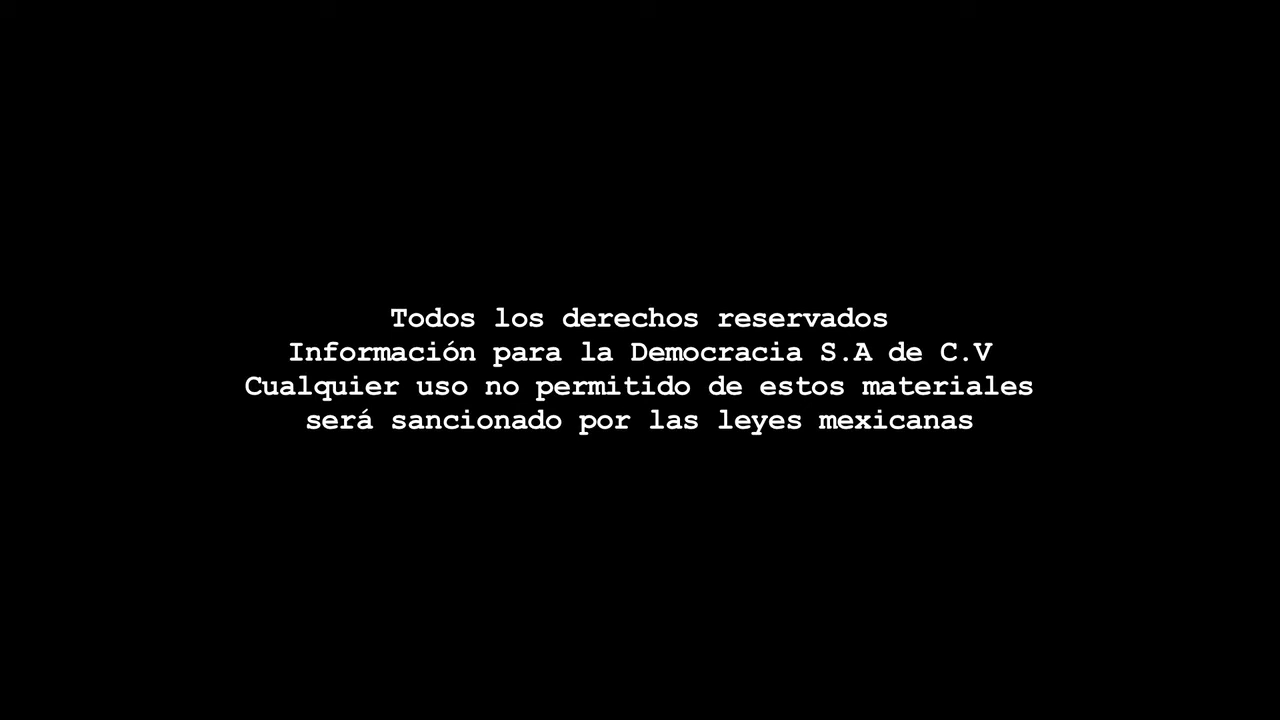 Todos los derechos reservados
Información para la Democracia S.A de C.V
Cualquier uso no permitido de estos materiales
será sancionado por las leyes mexicanas